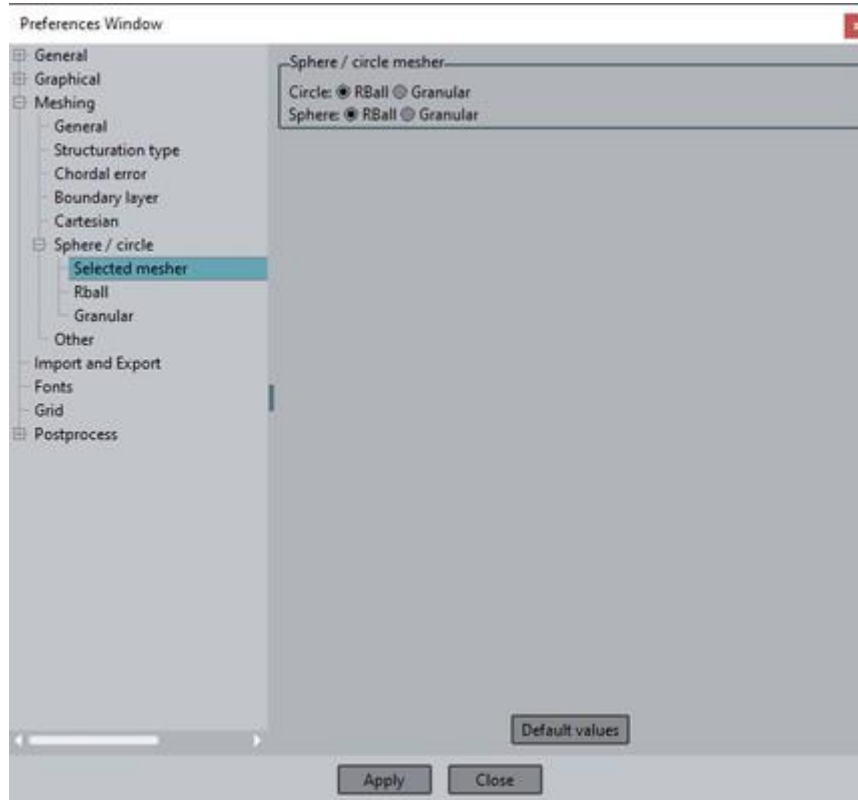 Preferences Window
General
Graphical
Meshing
General
Structuration type
Chordal error
Boundary layer
Cartesian
Sphere / circle
Selected mesher
Rball
Granular
Other
Import and Export
Fonts
Grid
Postprocess
Sphere / circle mesher
Circle: RBall Granular
Sphere: RBall Granular
Default values
Apply Close